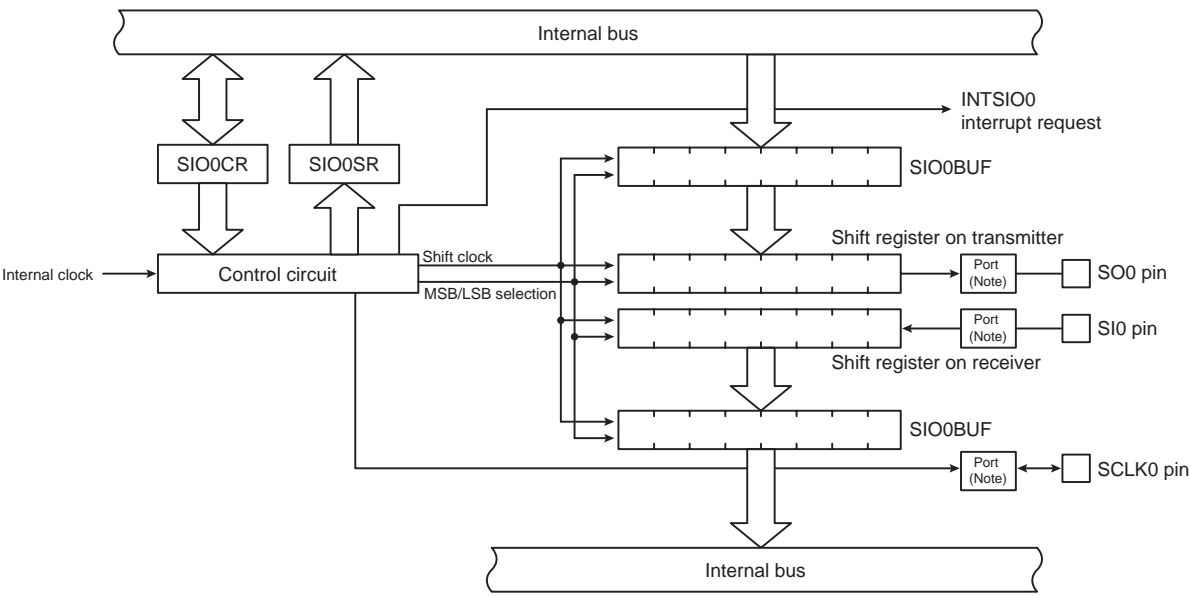 Internal bus
INTSIO0
interrupt request
SIO0CR
SIO0SR
SIO0BUF
Shift register on transmitter
Internal clock
Control circuit
Shift clock
MSB/LSB selection
Port
(Note)
SO0 pin
Port
(Note)
SI0 pin
Shift register on receiver
SIO0BUF
Port
(Note)
SCLK0 pin
Internal bus